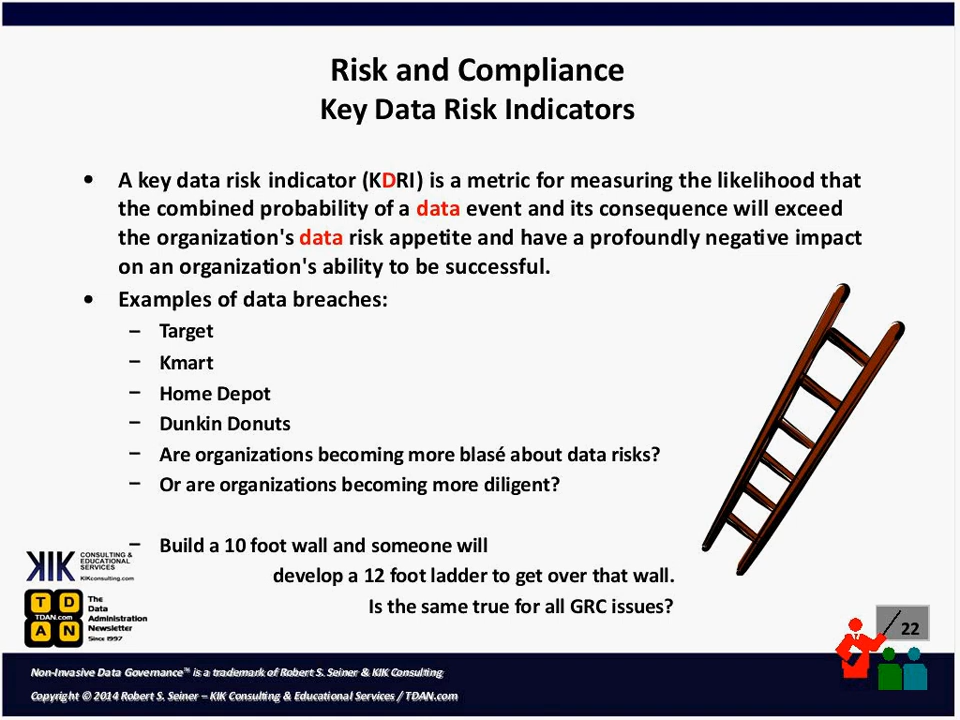 Risk and Compliance
Key Data Risk Indicators
• A key data risk indicator (KDRI) is a metric for measuring the likelihood that
the combined probability of a data event and its consequence will exceed
the organization's data risk appetite and have a profoundly negative impact
on an organization's ability to be successful.
• Examples of data breaches:
– Target
– Kmart
– Home Depot
– Dunkin Donuts
– Are organizations becoming more blasé about data risks?
– Or are organizations becoming more diligent?
– Build a 10 foot wall and someone will
develop a 12 foot ladder to get over that wall.
Is the same true for all GRC issues?
KIK CONSULTING &
EDUCATIONAL
SERVICES
KIKconsulting.com
T D
TDAN.com
A N
The
Data
Administration
Newsletter
Since 1997
22
Non-Invasive Data Governance™ is a trademark of Robert S. Seiner & KIK Consulting
Copyright © 2014 Robert S. Seiner – KIK Consulting & Educational Services / TDAN.com